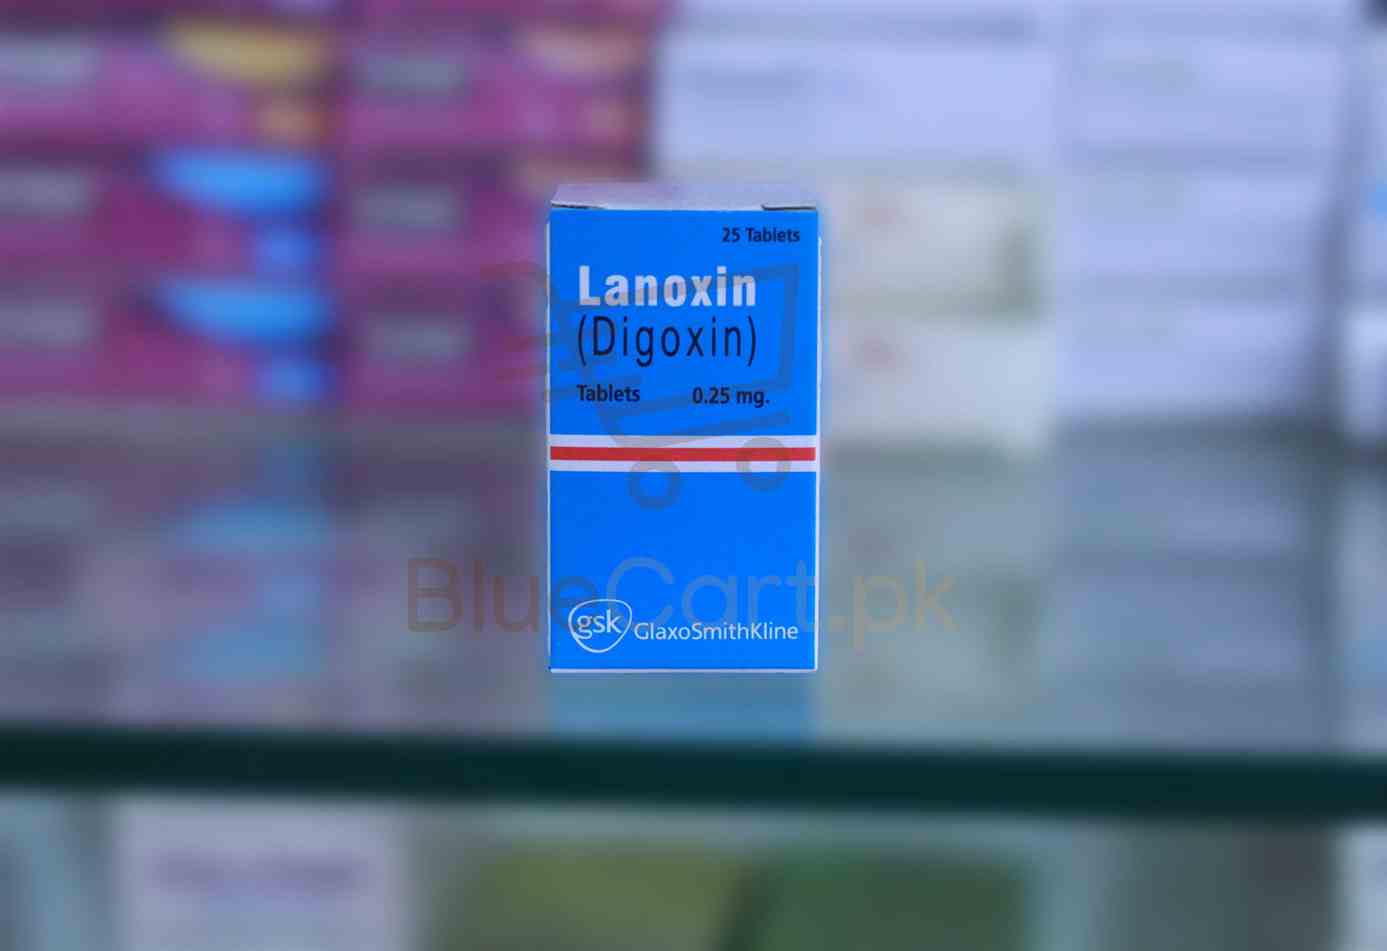 25 Tablets
Lanoxin
(Digoxin)
Tablets 0.25 mg.
BlueCart.pk
gsk GlaxoSmithKline